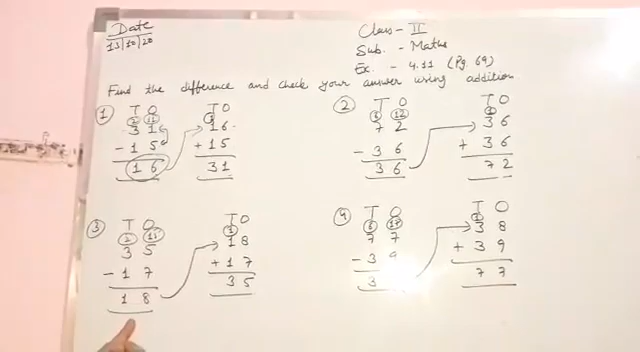 Date
13/10/20
Class - II
Sub. - Maths
Ex. - 4.11 (Pg. 69)
Find the difference and check your answer using addition
1
T O
2 11
3 1
- 1 5
1 6
T O
1
1 6
+ 1 5
3 1
2
T O
6 12
7 2
- 3 6
3 6
T O
1
3 6
+ 3 6
7 2
3
T O
2 15
3 5
- 1 7
1 8
T O
1
1 8
+ 1 7
3 5
4
T O
6 17
7 7
- 3 9
3
T O
1
3 8
+ 3 9
7 7